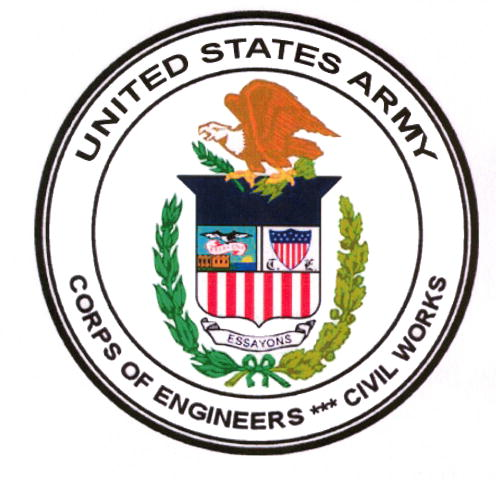 UNITED STATES ARMY
ESSAYONS
CORPS OF ENGINEERS *** CIVIL WORKS